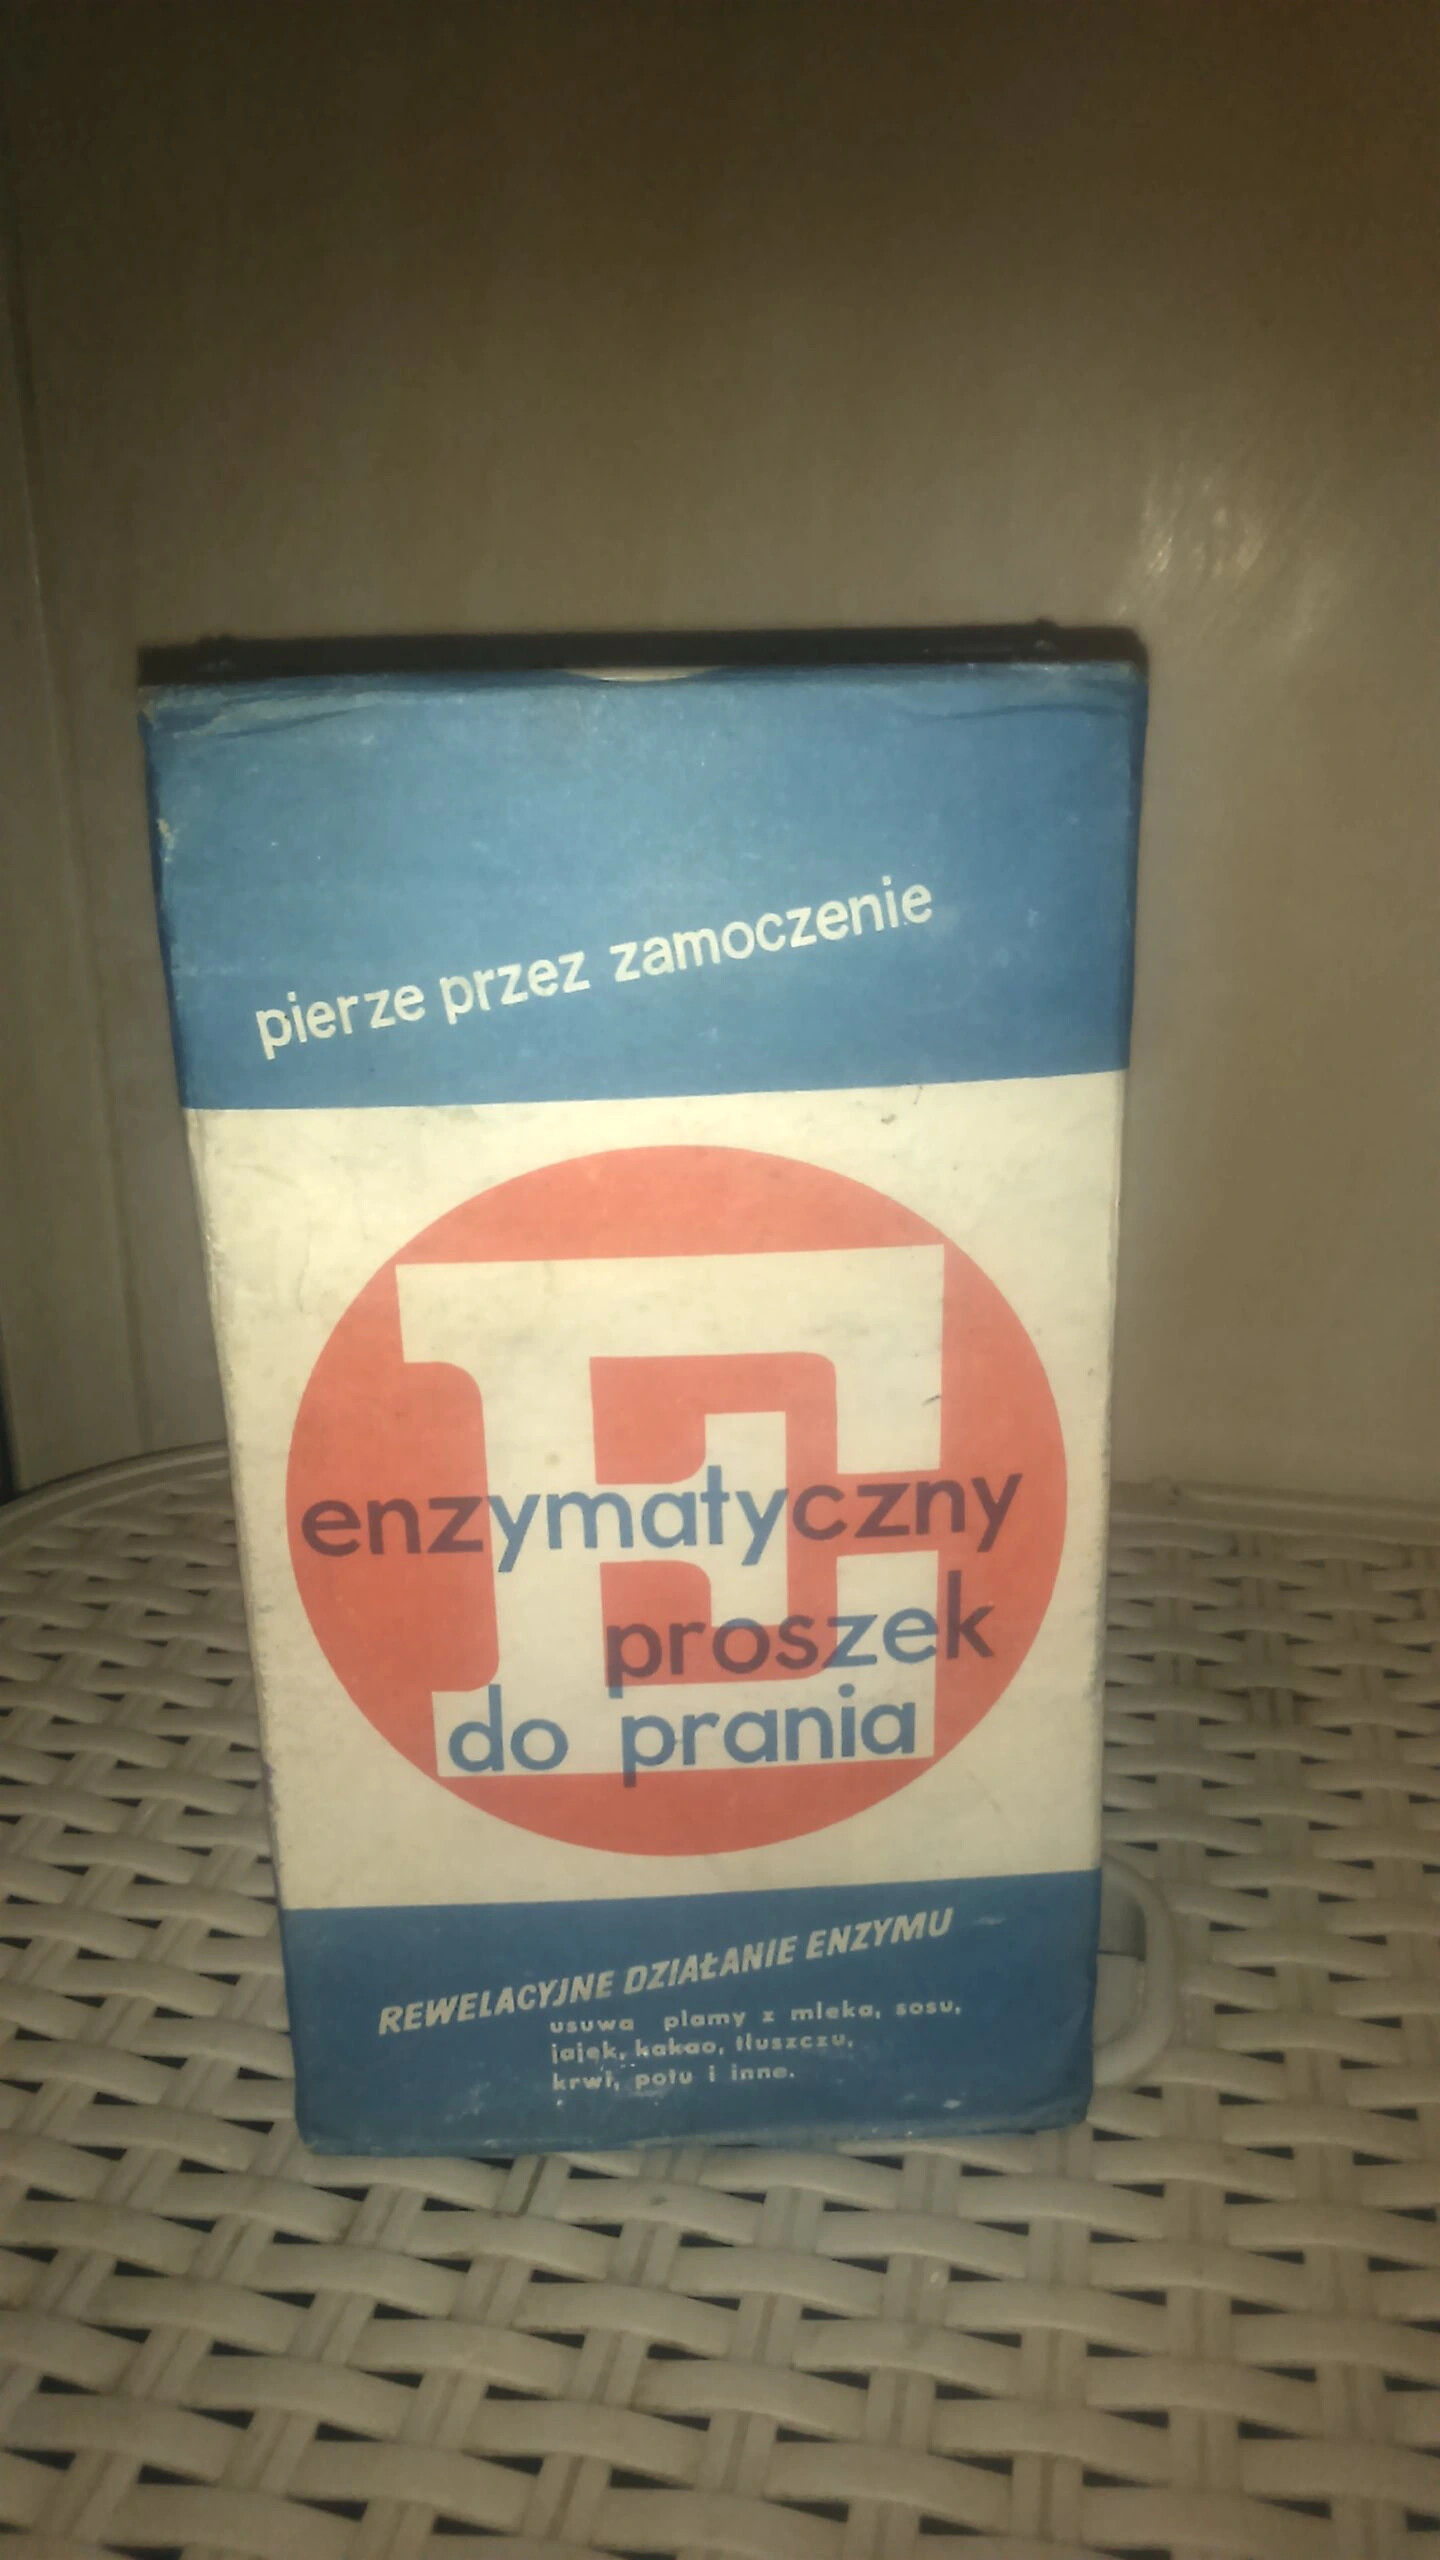 pierze przez zamoczenie
E
enzymatyczny
proszek
do prania
REWELACYJNE DZIAŁANIE ENZYMU
usuwa plamy z mleka, sosu,
jajek, kakao, tłuszczu,
krwi, potu i inne.